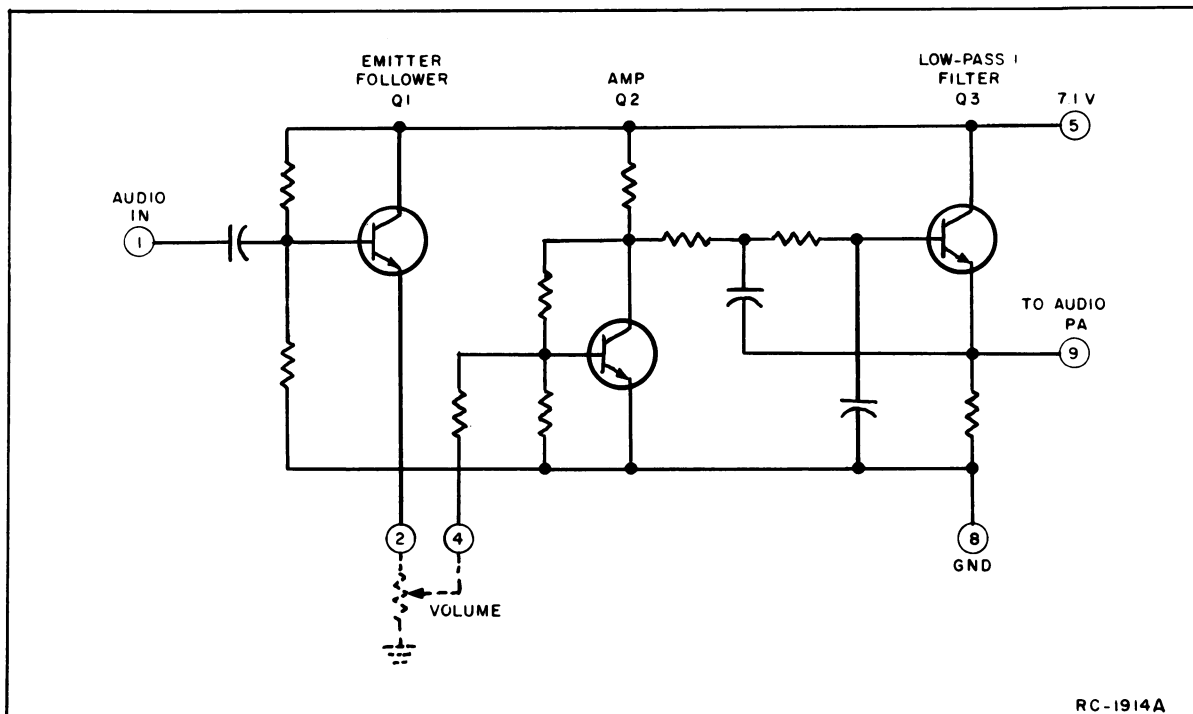 EMITTER
FOLLOWER
Q1
AMP
Q2
LOW-PASS I
FILTER
Q3
7.1 V
5
AUDIO
IN
1
TO AUDIO
PA
9
2
4
8
GND
VOLUME
RC-1914A